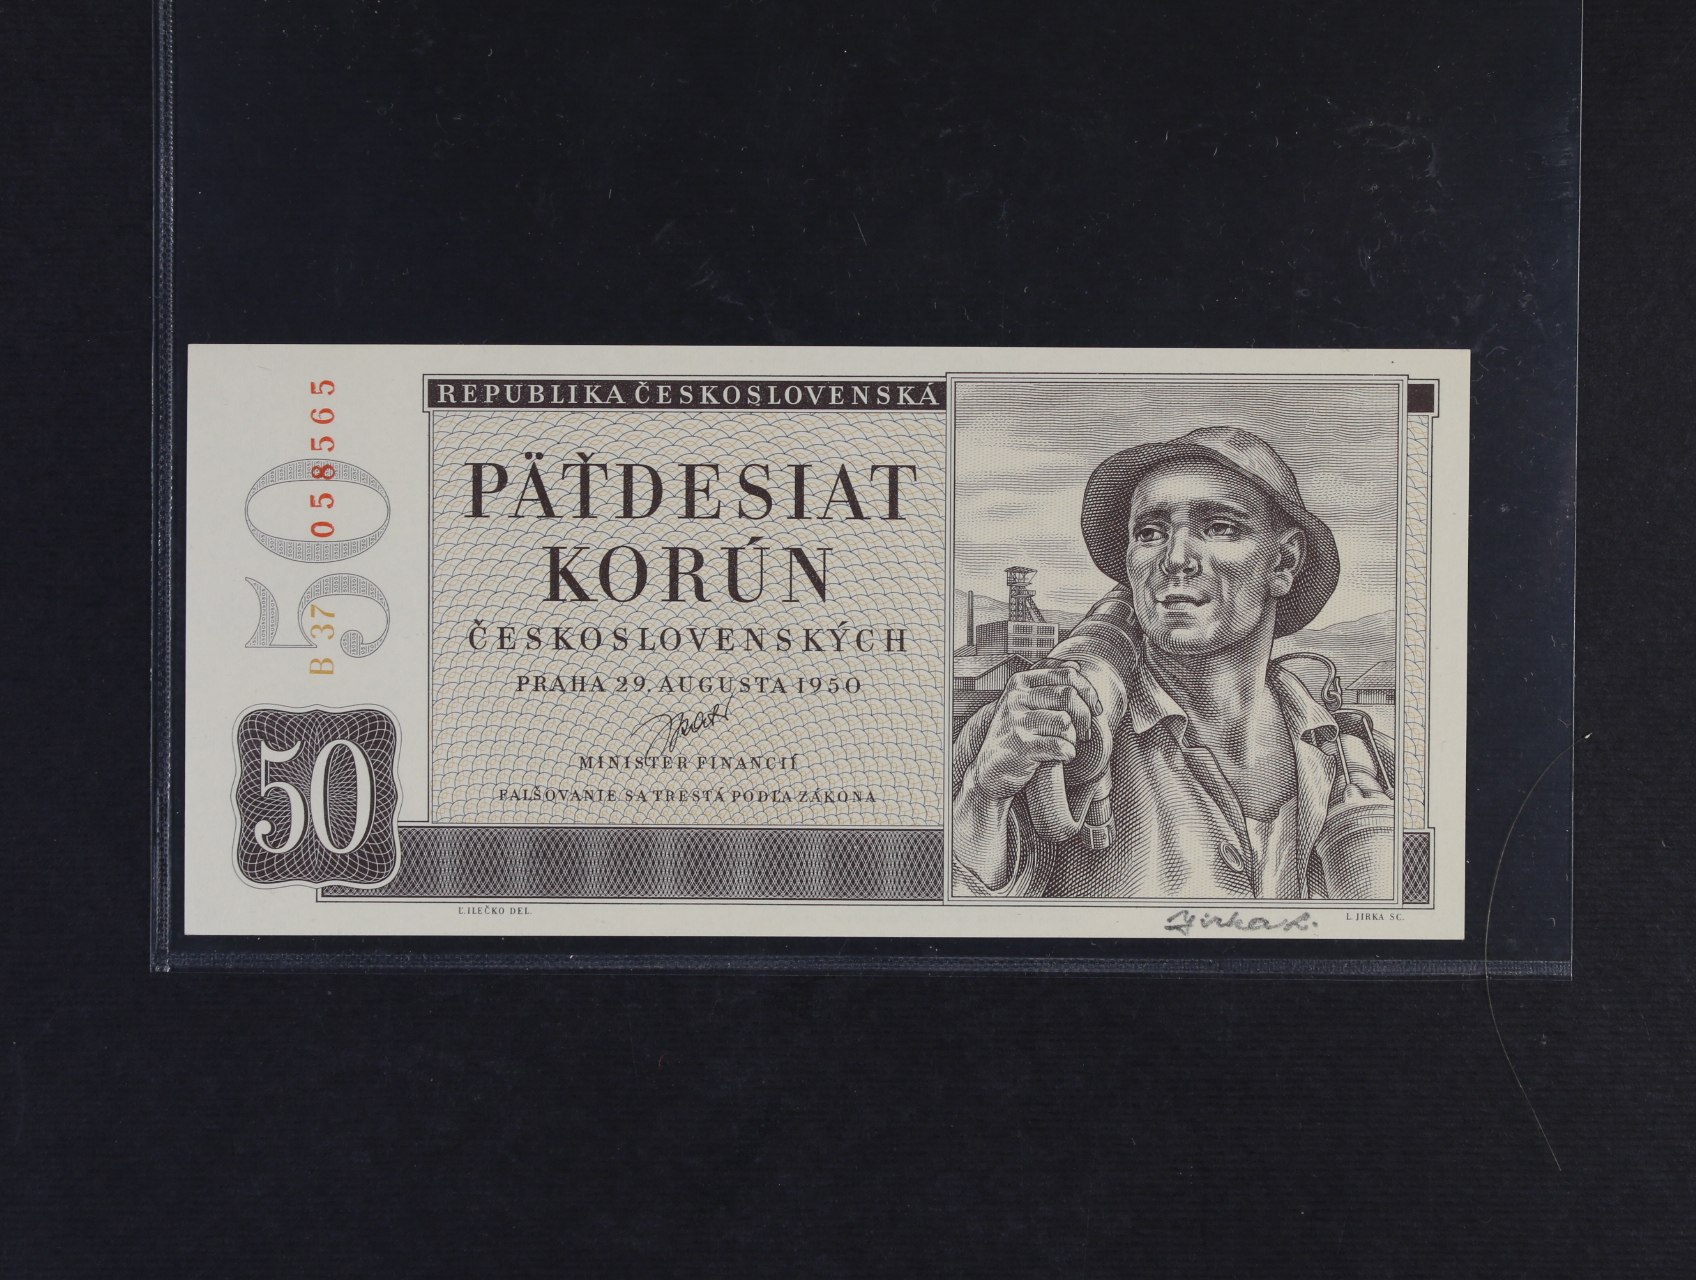 REPUBLIKA ČESKOSLOVENSKÁ
50
B 37 058565
PÄŤDESIAT
KORÚN
ČESKOSLOVENSKÝCH
PRAHA 29. AUGUSTA 1950
MINISTER FINANCIÍ
FALŠOVANIE SA TRESTÁ PODĽA ZÁKONA
50
Ľ. ILEČKO DEL.
Jirka L.
L. JIRKA SC.